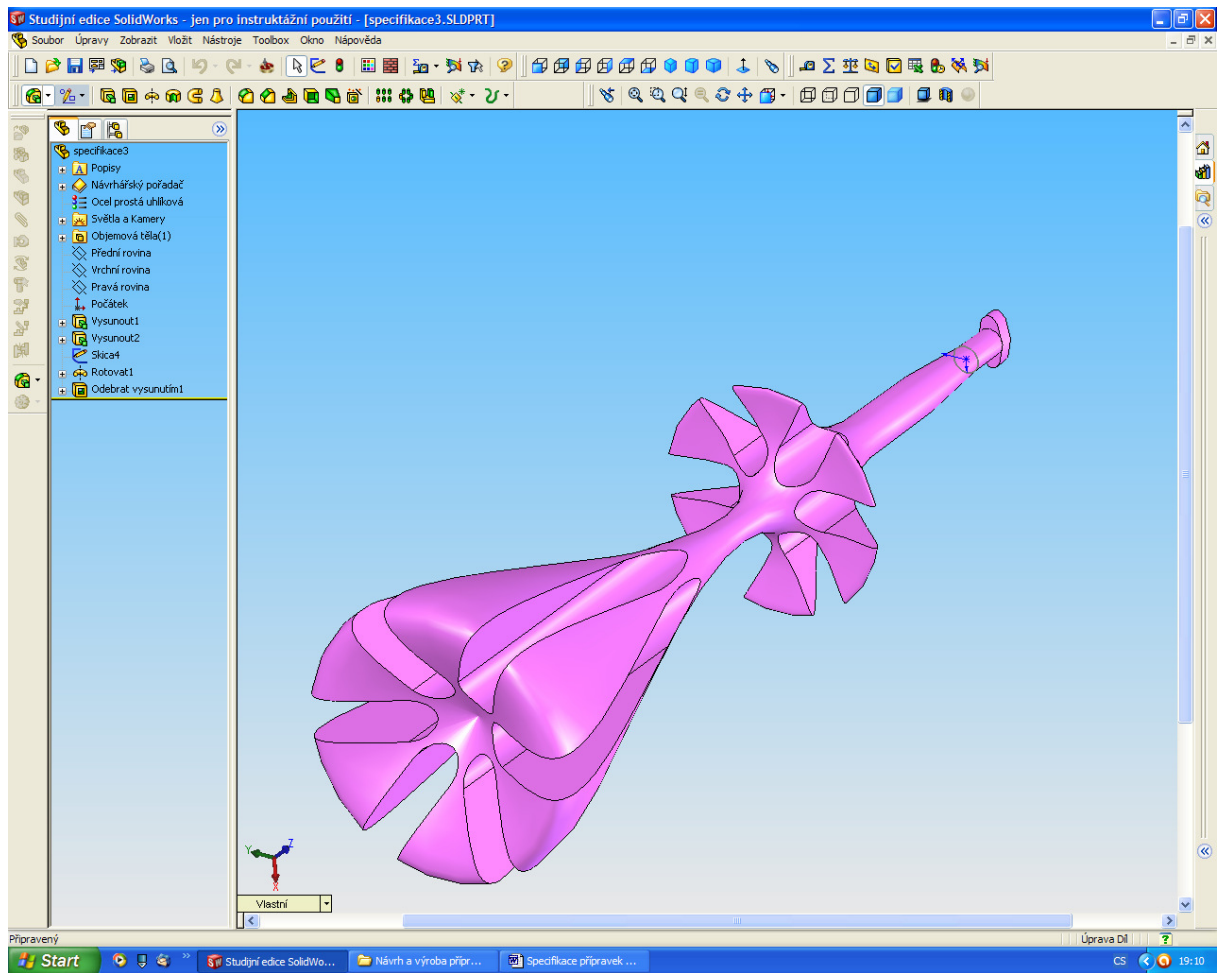 Studijní edice SolidWorks - jen pro instruktážní použití - [specifikace3.SLDPRT]
Soubor Úpravy Zobrazit Vložit Nástroje Toolbox Okno Nápověda
specifikace3
Popisy
Návrhářský pořadač
Ocel prostá uhlíková
Světla a Kamery
Objemová těla(1)
Přední rovina
Vrchní rovina
Pravá rovina
Počátek
Vysunout1
Vysunout2
Skica4
Rotovat1
Odebrat vysunutím1
Y
Z
X
Vlastní
Připravený
Úprava Díl
Start
Studijní edice SolidWo...
Návrh a výroba přípr...
Specifikace přípravek ...
CS
19:10